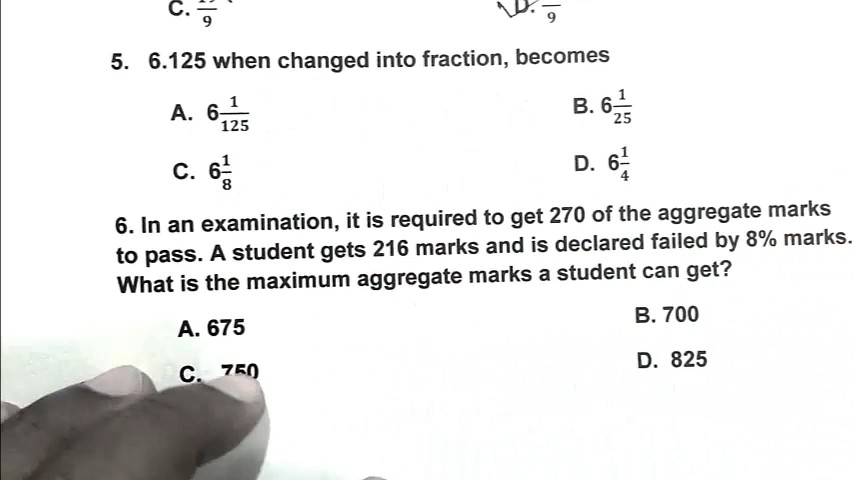 C. 9 D. 9
5. 6.125 when changed into fraction, becomes
A. 6 1/125 B. 6 1/25
C. 6 1/8 D. 6 1/4
6. In an examination, it is required to get 270 of the aggregate marks
to pass. A student gets 216 marks and is declared failed by 8% marks.
What is the maximum aggregate marks a student can get?
A. 675 B. 700
C. 750 D. 825